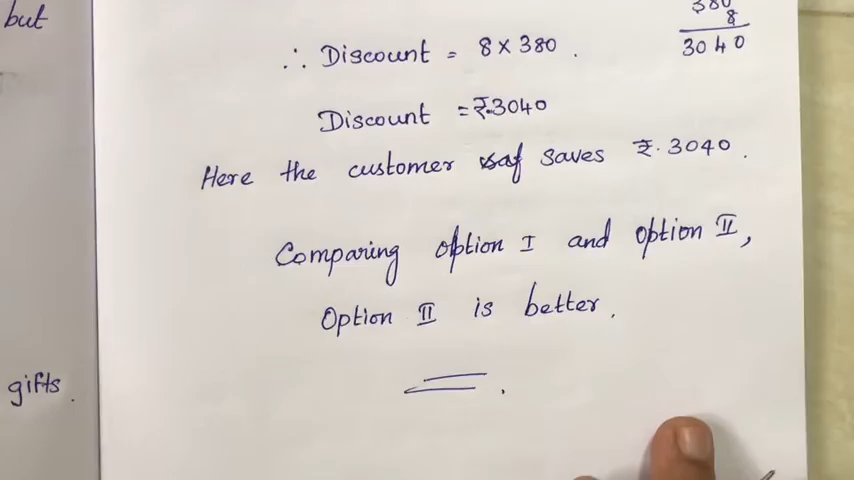 but
380
8
3040
∴ Discount = 8 × 380 .
Discount = ₹.3040
Here the customer saves ₹. 3040 .
Comparing option I and option II,
Option II is better .
gifts .